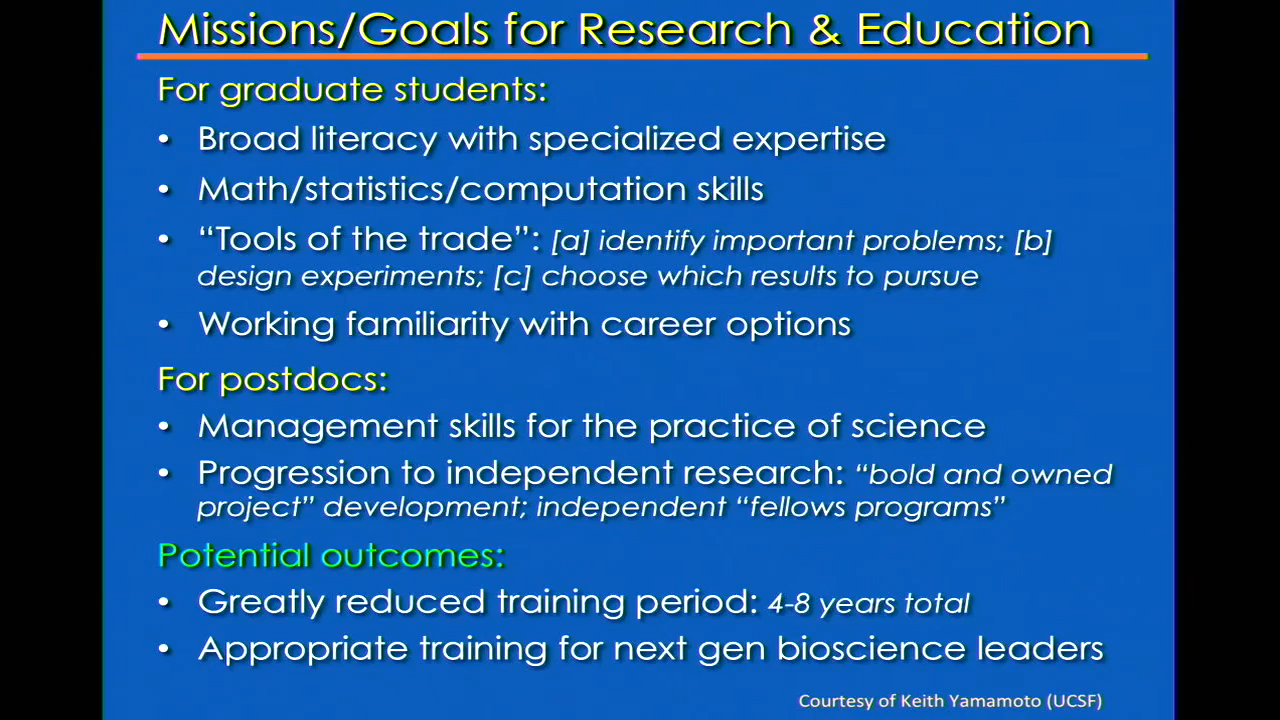 Missions/Goals for Research & Education
For graduate students:
• Broad literacy with specialized expertise
• Math/statistics/computation skills
• “Tools of the trade”: [a] identify important problems; [b]
design experiments; [c] choose which results to pursue
• Working familiarity with career options
For postdocs:
• Management skills for the practice of science
• Progression to independent research: “bold and owned
project” development; independent “fellows programs”
Potential outcomes:
• Greatly reduced training period: 4-8 years total
• Appropriate training for next gen bioscience leaders
Courtesy of Keith Yamamoto (UCSF)